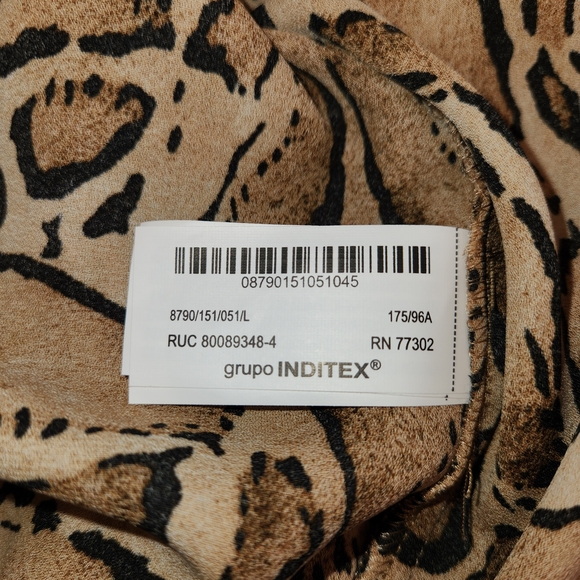 08790151051045
8790/151/051/L 175/96A
RUC 80089348-4 RN 77302
grupo INDITEX®